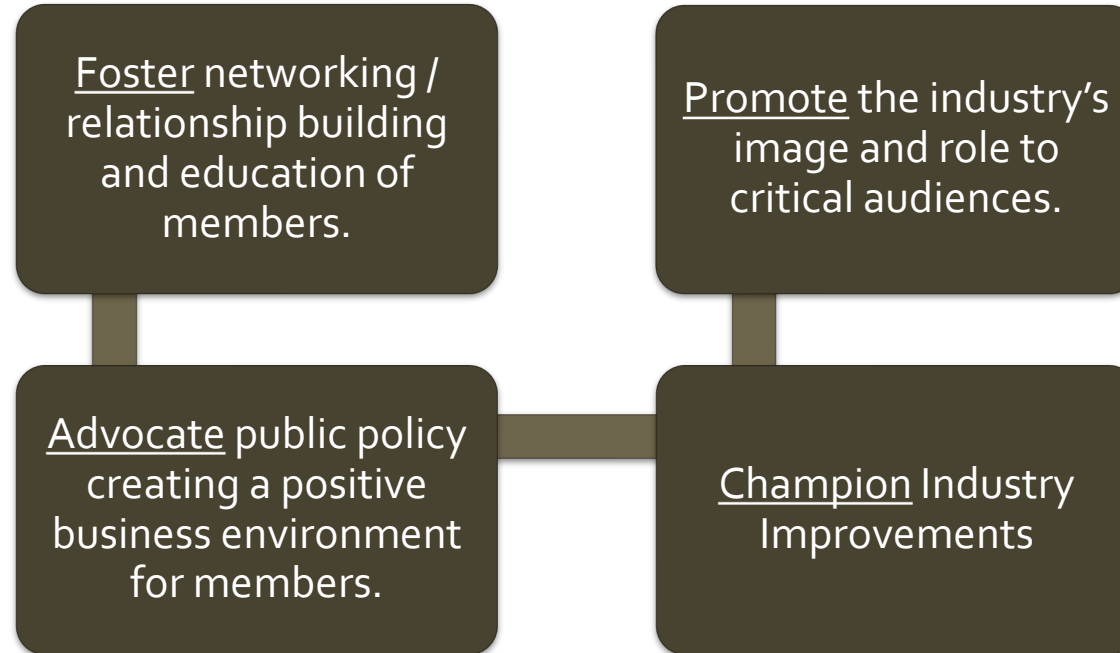 Foster networking /
relationship building
and education of
members.
Advocate public policy
creating a positive
business environment
for members.
Champion Industry
Improvements
Promote the industry's
image and role to
critical audiences.